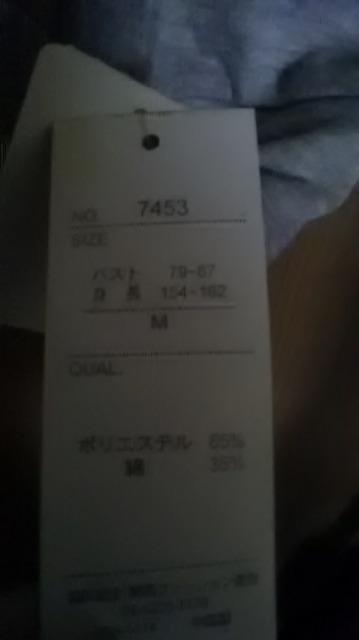 NO. 7453
SIZE
バスト 79-87
身 長 154-162
M
QUAL.
ポリエステル 65%
綿 35%